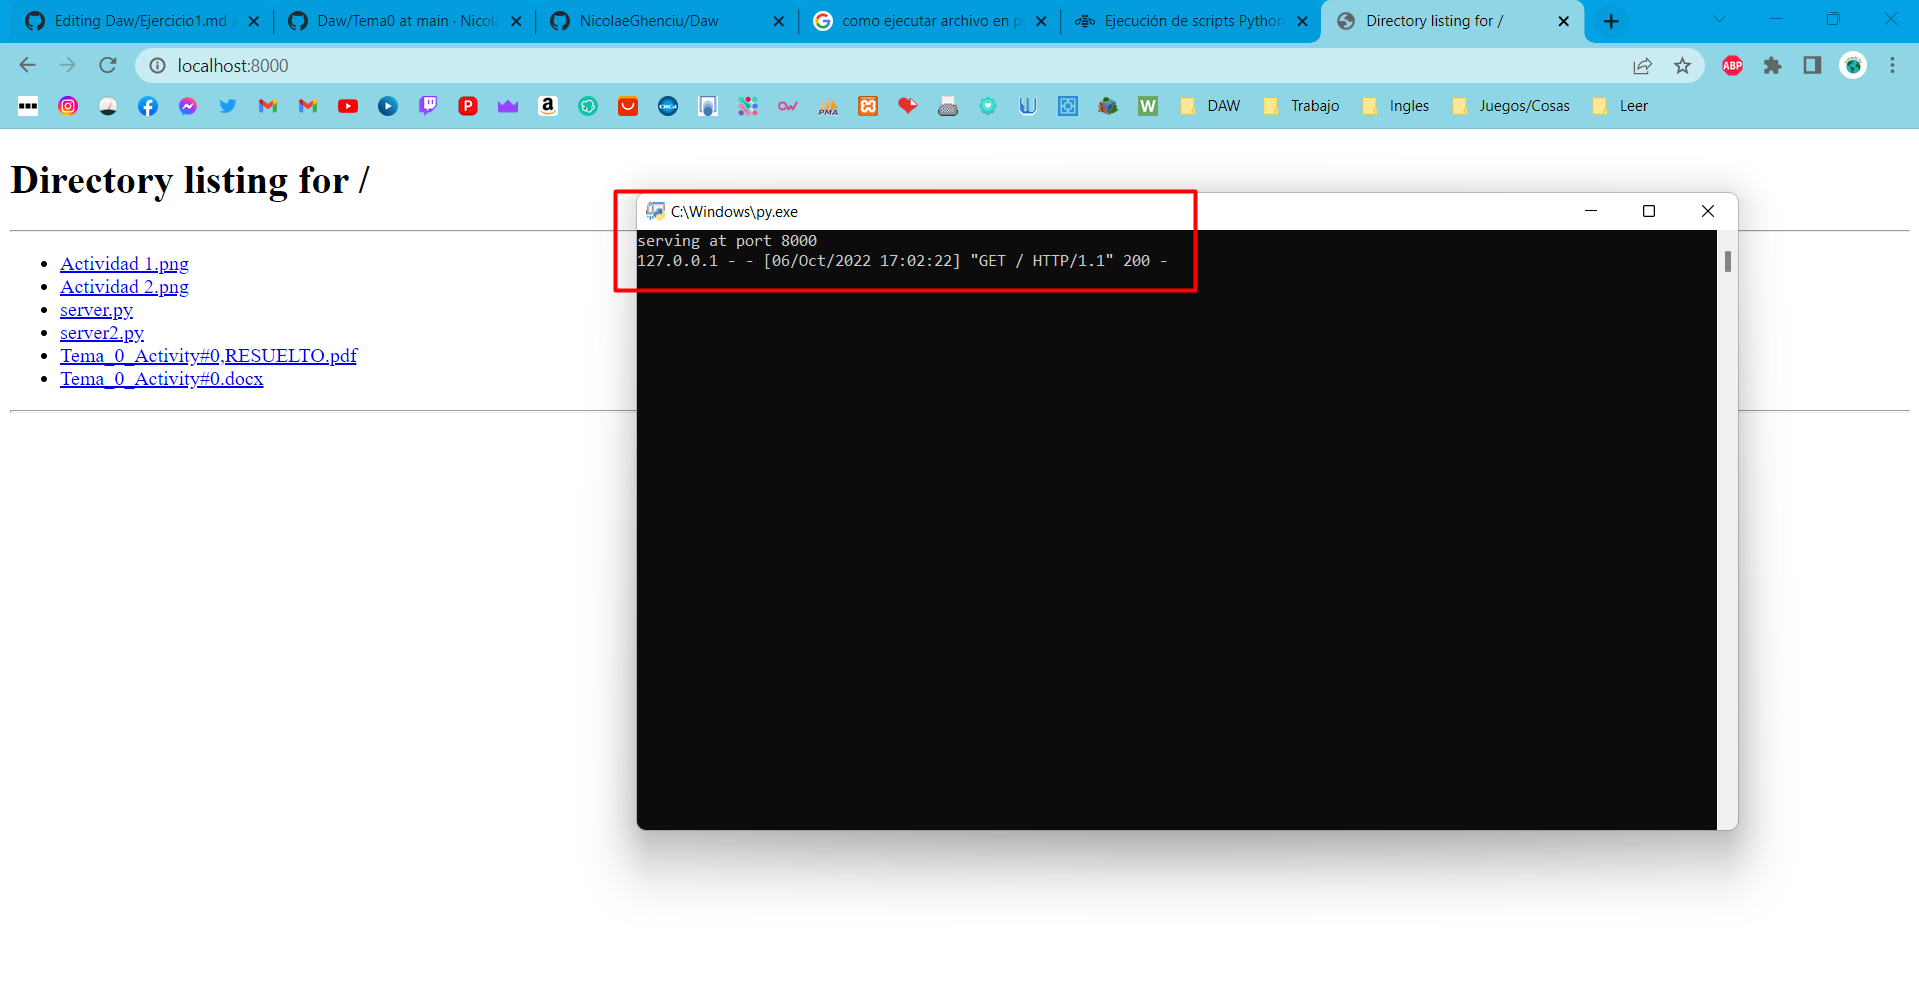 Editing Daw/Ejercicio1.md a
Daw/Tema0 at main · Nicola
NicolaeGhenciu/Daw
como ejecutar archivo en p
Ejecución de scripts Python
Directory listing for /
localhost:8000
ABP
PMA
W
DAW
Trabajo
Ingles
Juegos/Cosas
Leer
Directory listing for /
Actividad 1.png
Actividad 2.png
server.py
server2.py
Tema_0_Activity#0,RESUELTO.pdf
Tema_0_Activity#0.docx
C:\Windows\py.exe
serving at port 8000
127.0.0.1 - - [06/Oct/2022 17:02:22] "GET / HTTP/1.1" 200 -